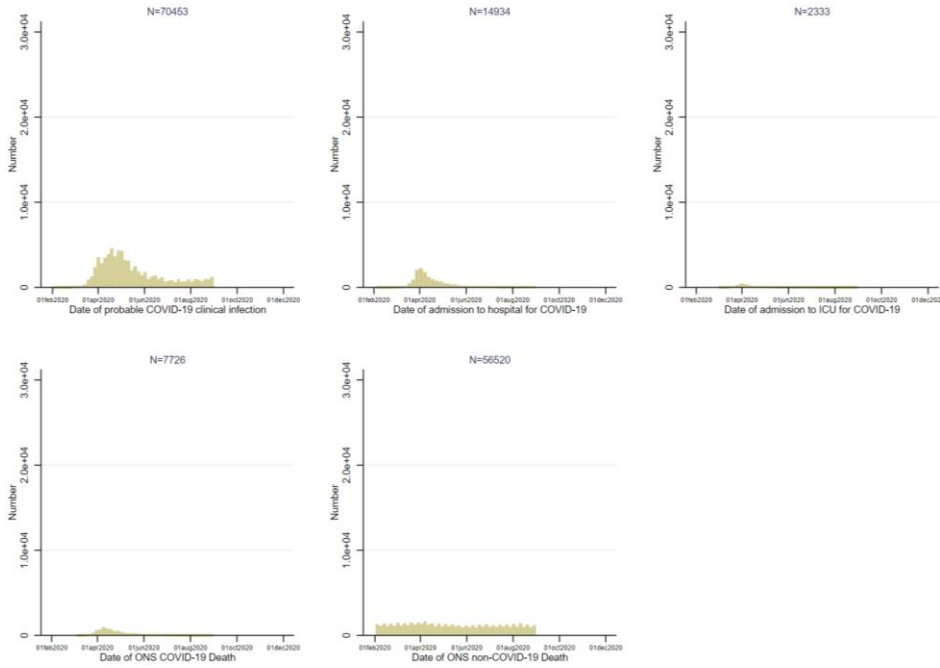 N=70453
3.0e+04
2.0e+04
1.0e+04
0
Number
01feb2020 01apr2020 01jun2020 01aug2020 01oct2020 01dec2020
Date of probable COVID-19 clinical infection
N=14934
3.0e+04
2.0e+04
1.0e+04
0
Number
01feb2020 01apr2020 01jun2020 01aug2020 01oct2020 01dec2020
Date of admission to hospital for COVID-19
N=2333
3.0e+04
2.0e+04
1.0e+04
0
Number
01feb2020 01apr2020 01jun2020 01aug2020 01oct2020 01dec202
Date of admission to ICU for COVID-19
N=7726
3.0e+04
2.0e+04
1.0e+04
0
Number
01feb2020 01apr2020 01jun2020 01aug2020 01oct2020 01dec2020
Date of ONS COVID-19 Death
N=56520
3.0e+04
2.0e+04
1.0e+04
0
Number
01feb2020 01apr2020 01jun2020 01aug2020 01oct2020 01dec2020
Date of ONS non-COVID-19 Death